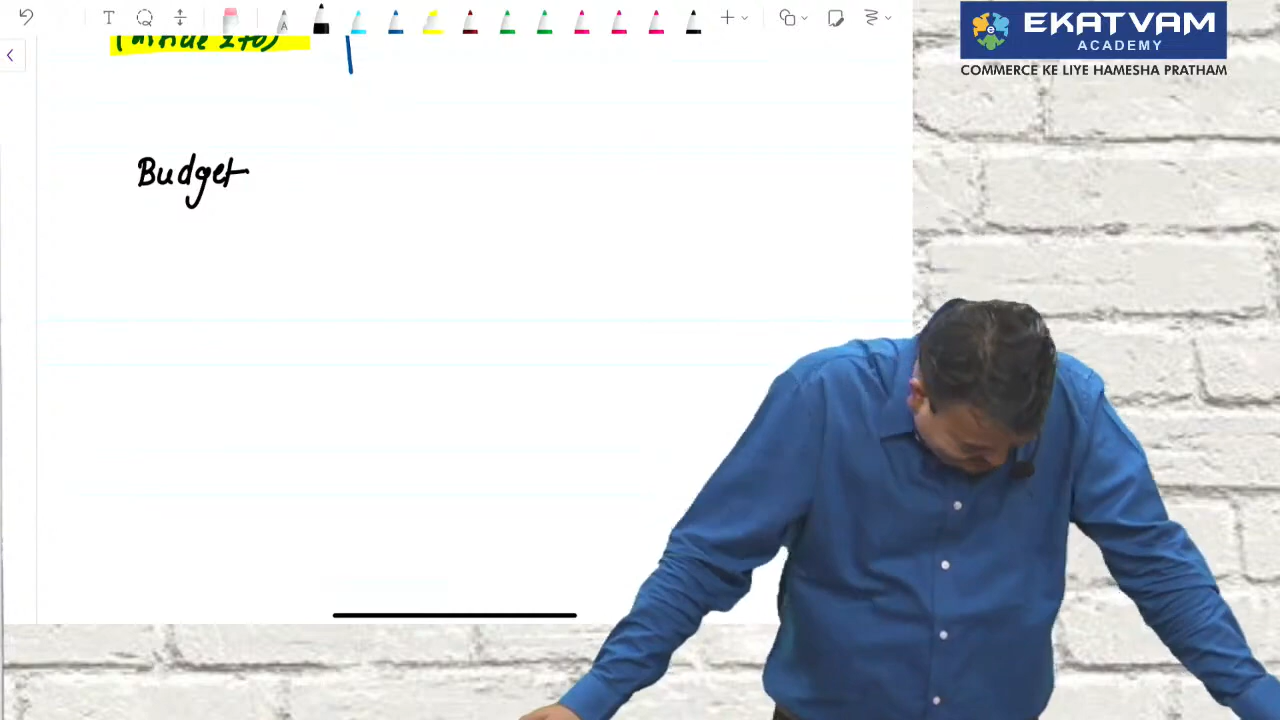 EKATVAM
ACADEMY
COMMERCE KE LIYE HAMESHA PRATHAM
T
A
Budget